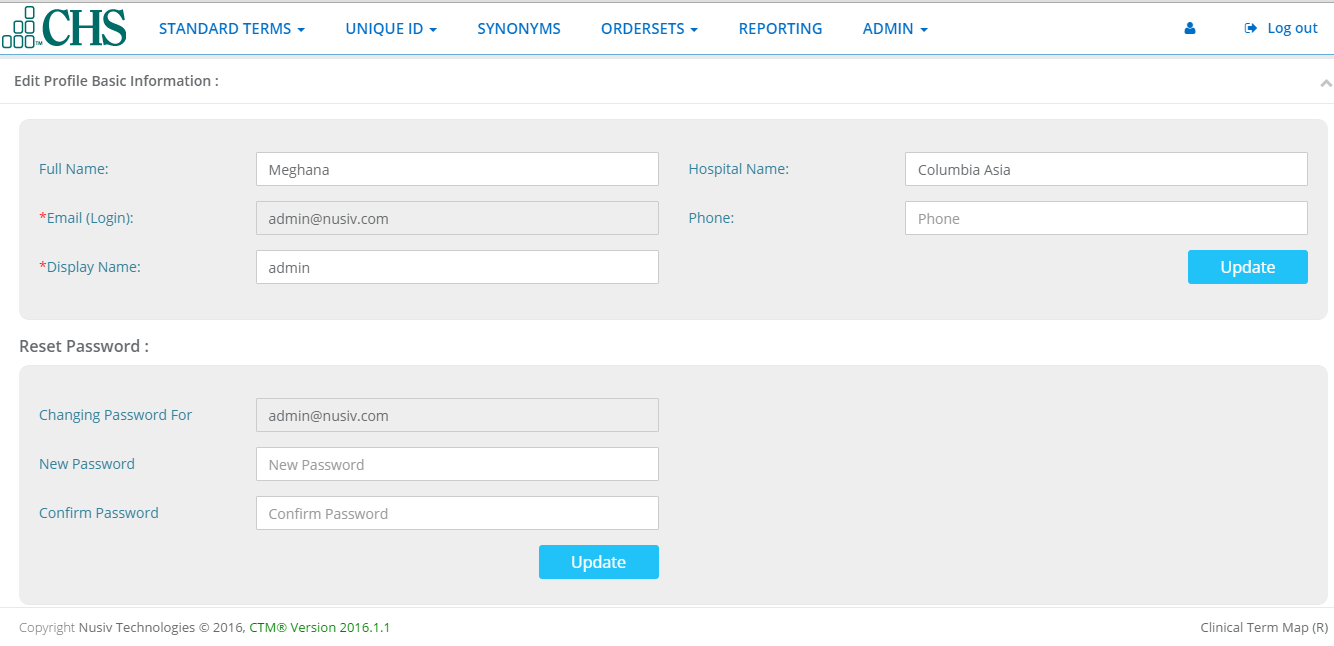 CHS STANDARD TERMS UNIQUE ID SYNONYMS ORDERSETS REPORTING ADMIN Log out
Edit Profile Basic Information :
Full Name: Meghana Hospital Name: Columbia Asia
*Email (Login): admin@nusiv.com Phone: Phone
*Display Name: admin Update
Reset Password :
Changing Password For admin@nusiv.com
New Password New Password
Confirm Password Confirm Password
Update
Copyright Nusiv Technologies © 2016, CTM® Version 2016.1.1 Clinical Term Map (R)